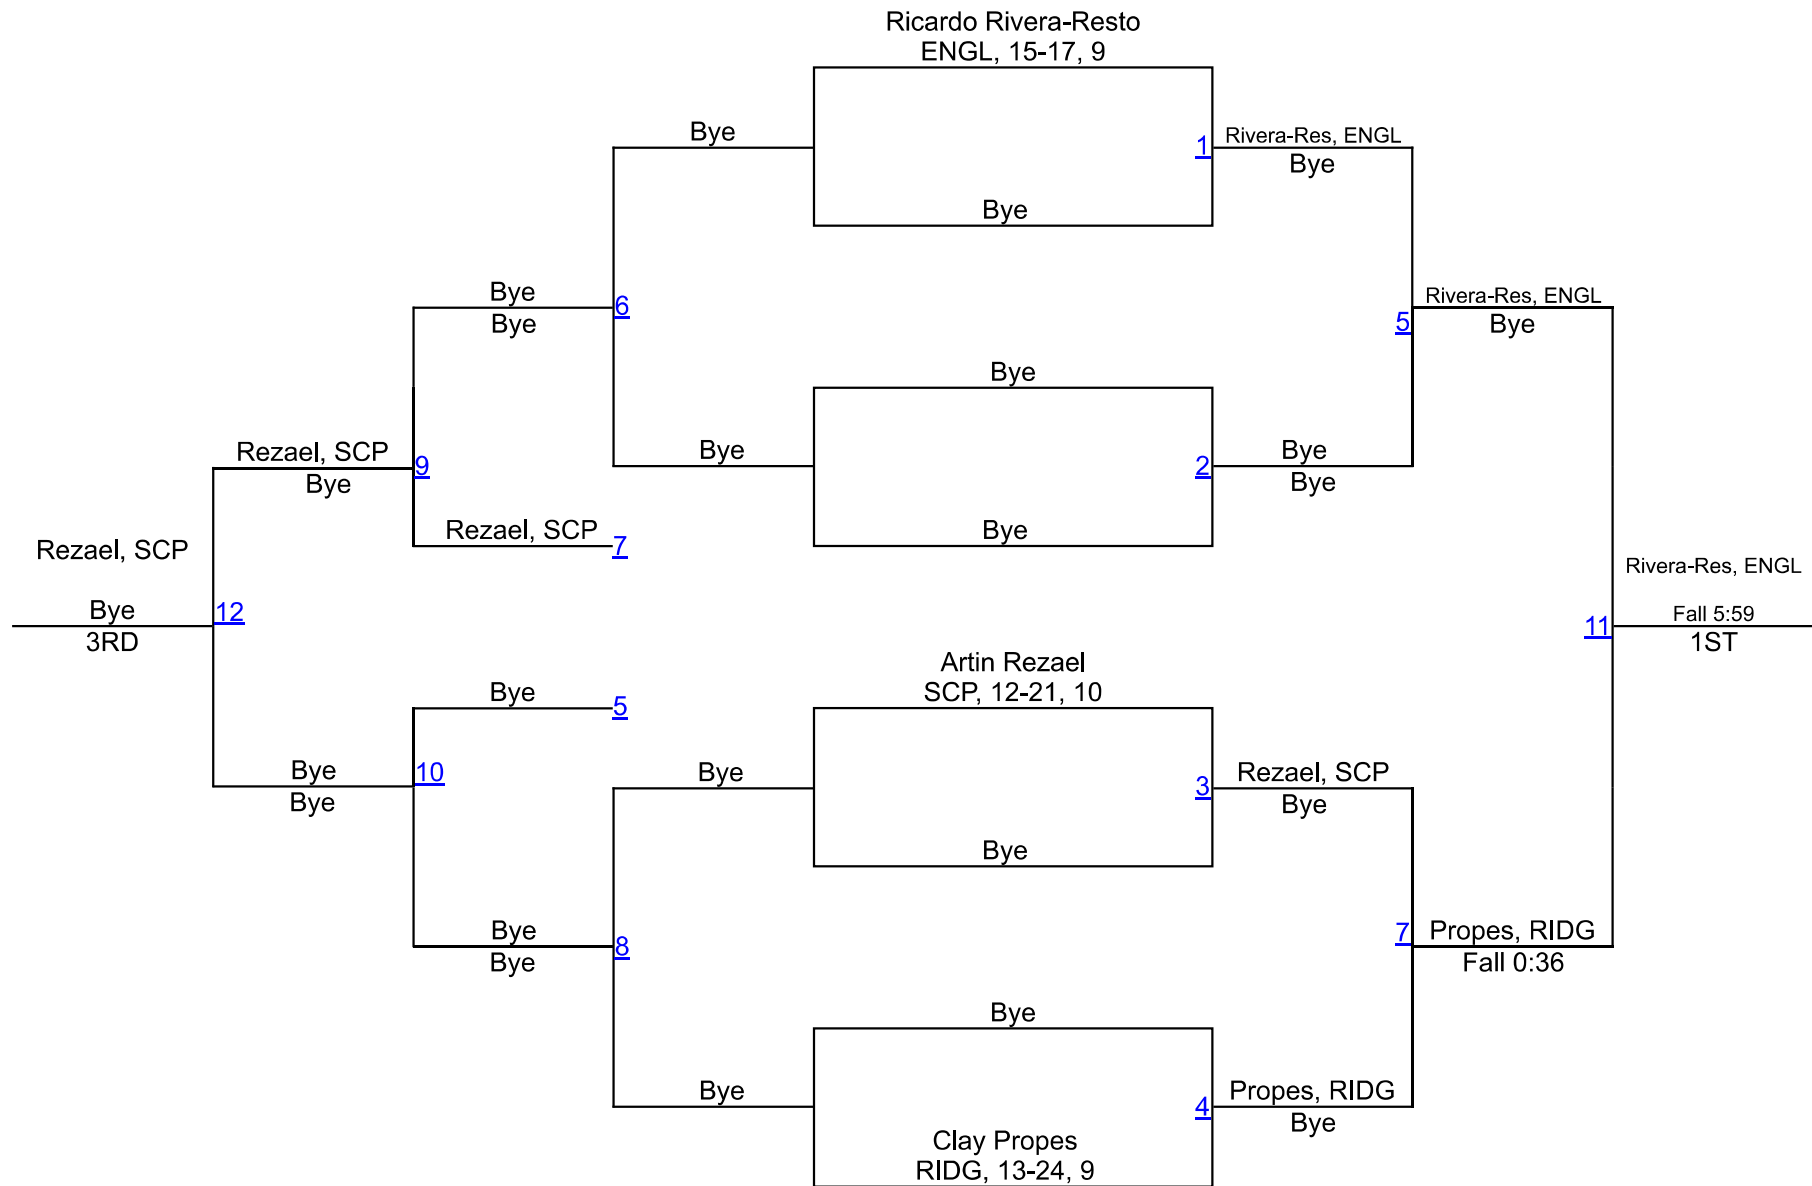 Ricardo Rivera-Resto
ENGL, 15-17, 9
Bye
1
Rivera-Res, ENGL
Bye
Bye
Bye
6
Bye
Rivera-Res, ENGL
5
Bye
Bye
Rezael, SCP
9
Bye
Bye
2
Bye
Bye
Rezael, SCP
7
Bye
Rezael, SCP
Bye
12
3RD
Rivera-Res, ENGL
Fall 5:59
11
1ST
Artin Rezael
SCP, 12-21, 10
Bye
5
Bye
10
Bye
Bye
3
Rezael, SCP
Bye
Bye
Bye
8
Bye
7
Propes, RIDG
Fall 0:36
Bye
Bye
4
Propes, RIDG
Bye
Clay Propes
RIDG, 13-24, 9